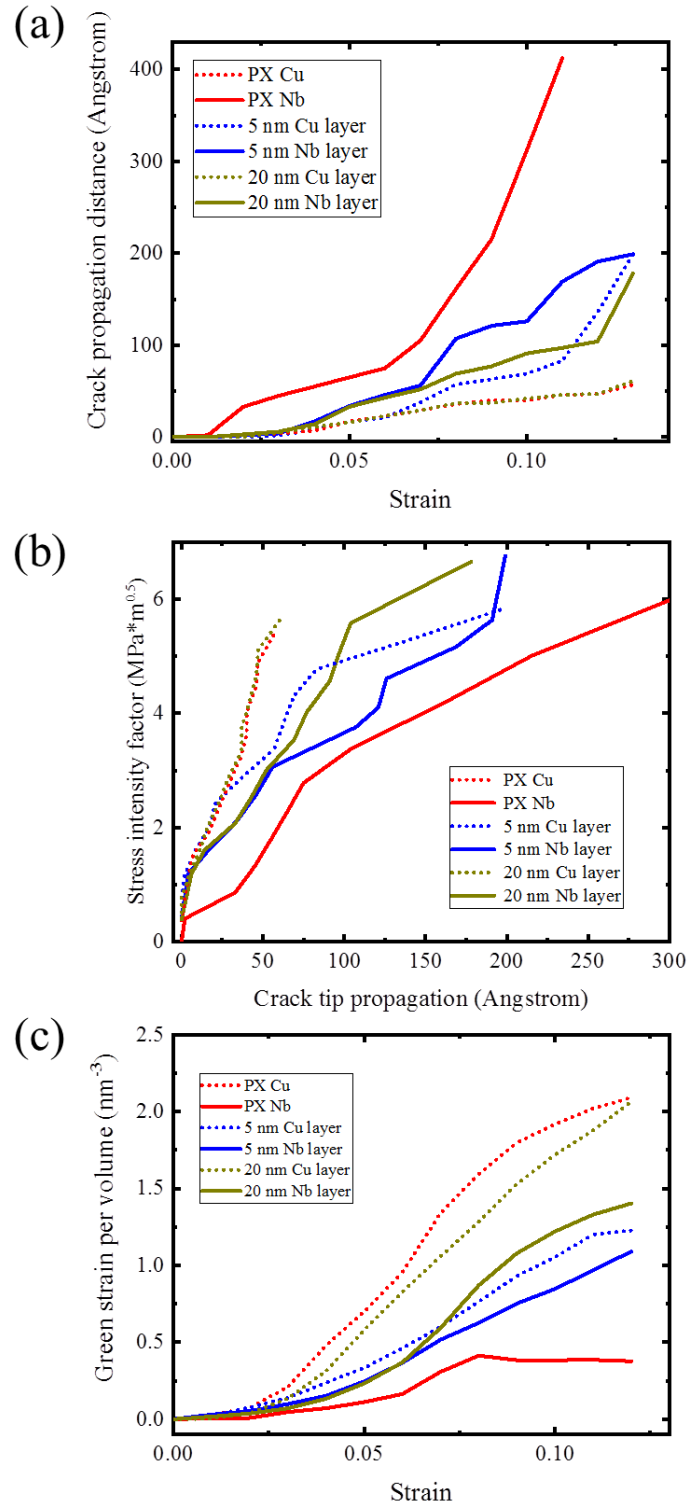 (a)
400
300
200
100
0
Crack propagation distance (Angstrom)
PX Cu
PX Nb
5 nm Cu layer
5 nm Nb layer
20 nm Cu layer
20 nm Nb layer
0.00 0.05 0.10
Strain
(b)
6
4
2
0
Stress intensity factor (MPa*m^0.5)
PX Cu
PX Nb
5 nm Cu layer
5 nm Nb layer
20 nm Cu layer
20 nm Nb layer
0 50 100 150 200 250 300
Crack tip propagation (Angstrom)
(c)
2.5
2.0
1.5
1.0
0.5
0.0
Green strain per volume (nm^-3)
PX Cu
PX Nb
5 nm Cu layer
5 nm Nb layer
20 nm Cu layer
20 nm Nb layer
0.00 0.05 0.10
Strain